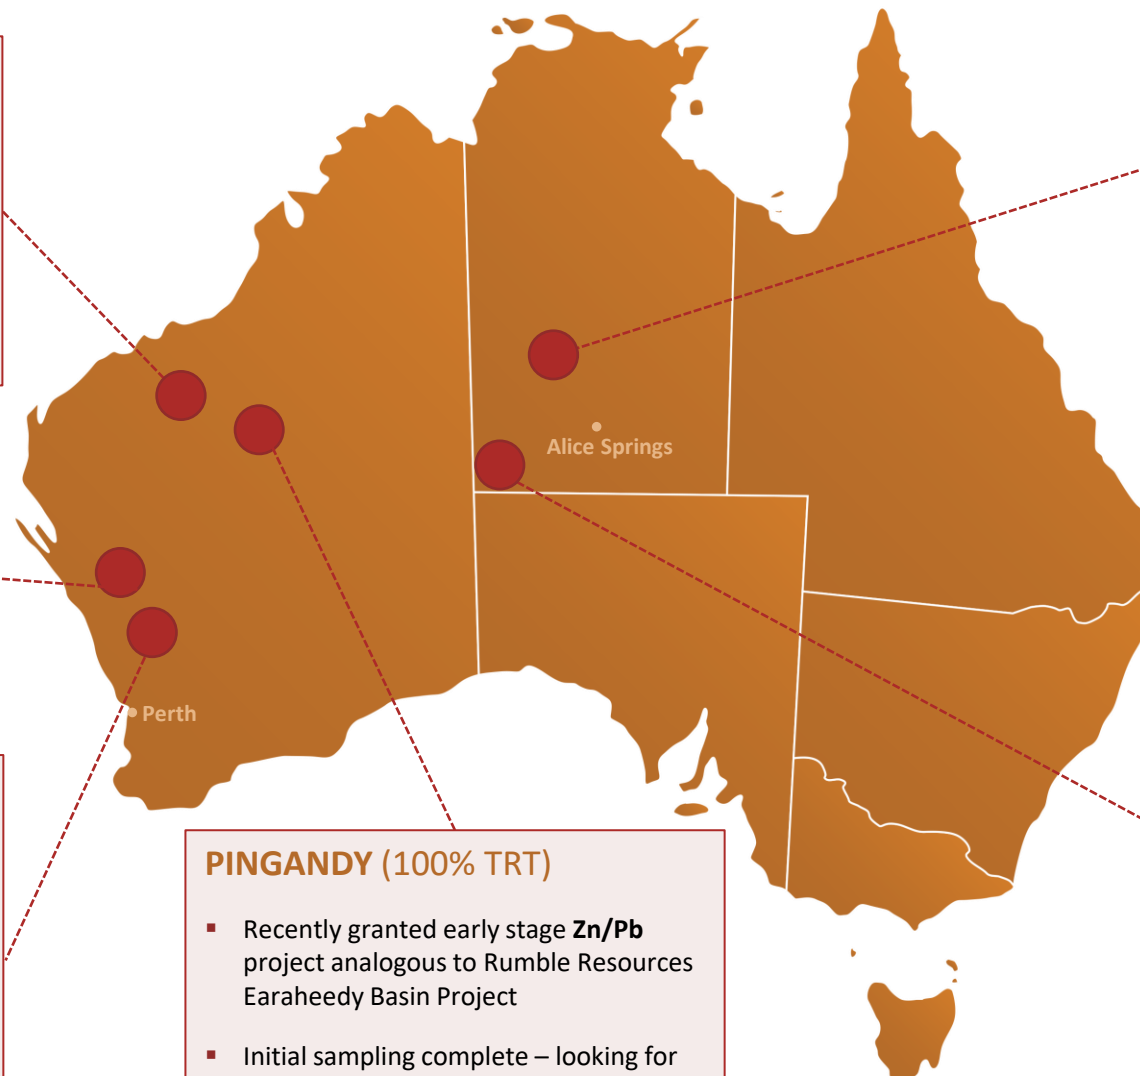 Alice Springs
Perth
PINGANDY (100% TRT)
▪ Recently granted early stage Zn/Pb
project analogous to Rumble Resources
Earaheedy Basin Project
▪ Initial sampling complete – looking for